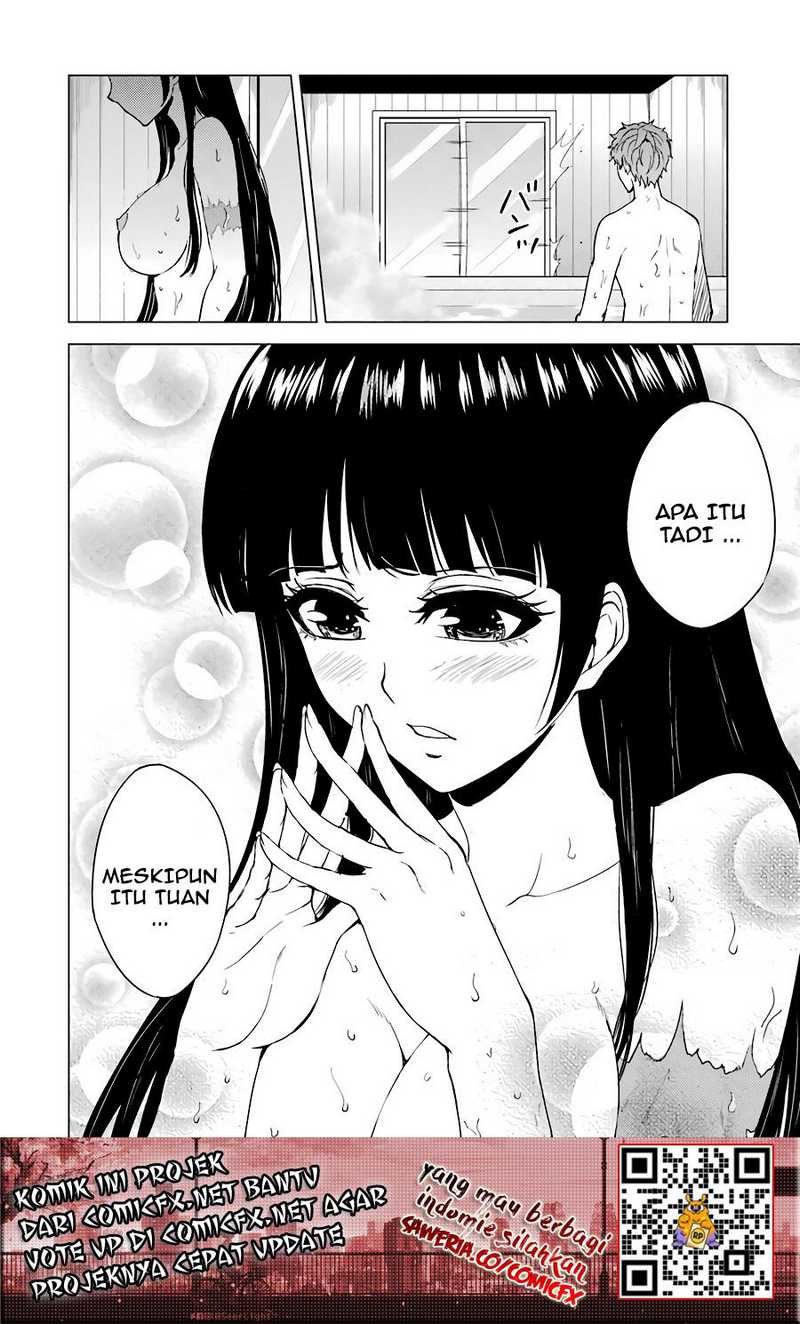 バンッ
APA ITU
TADI ...
MESKIPUN
ITU TUAN
...
KOMIK INI PROJEK
DARI COMICFX.NET BANTU
VOTE UP DI COMICFX.NET AGAR
PROJEKNYA CEPAT UPDATE
yang mau berbagi
indomie silahkan
SAWERIA.CO/COMICFX
RP